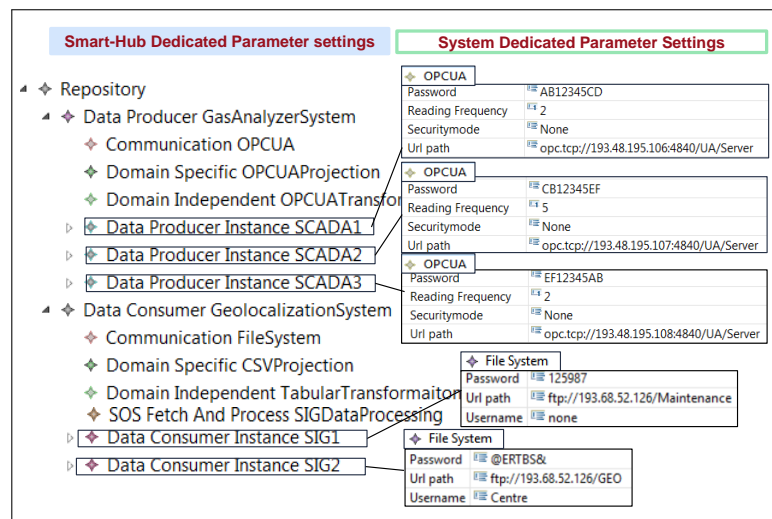 Smart-Hub Dedicated Parameter settings
System Dedicated Parameter Settings
Repository
Data Producer GasAnalyzerSystem
Communication OPCUA
Domain Specific OPCUAProjection
Domain Independent OPCUATransfor
Data Producer Instance SCADA1
Data Producer Instance SCADA2
Data Producer Instance SCADA3
Data Consumer GeolocalizationSystem
Communication FileSystem
Domain Specific CSVProjection
Domain Independent TabularTransformaiton
SOS Fetch And Process SIGDataProcessing
Data Consumer Instance SIG1
Data Consumer Instance SIG2
OPCUA
Password AB12345CD
Reading Frequency 2
Securitymode None
Url path opc.tcp://193.48.195.106:4840/UA/Server
OPCUA
Password CB12345EF
Reading Frequency 5
Securitymode None
Url path opc.tcp://193.48.195.107:4840/UA/Server
OPCUA
Password EF12345AB
Reading Frequency 2
Securitymode None
Url path opc.tcp://193.48.195.108:4840/UA/Server
File System
Password 125987
Url path ftp://193.68.52.126/Maintenance
Username none
File System
Password @ERTBS&
Url path ftp://193.68.52.126/GEO
Username Centre